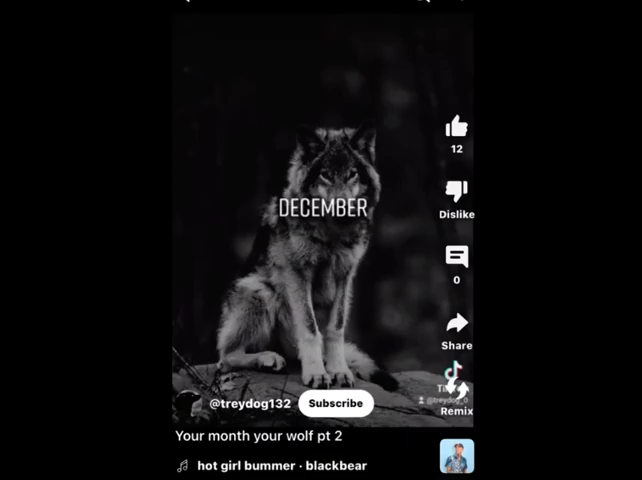 12
Dislike
DECEMBER
0
Share
@treydog132 Subscribe
Remix
Your month your wolf pt 2
hot girl bummer · blackbear